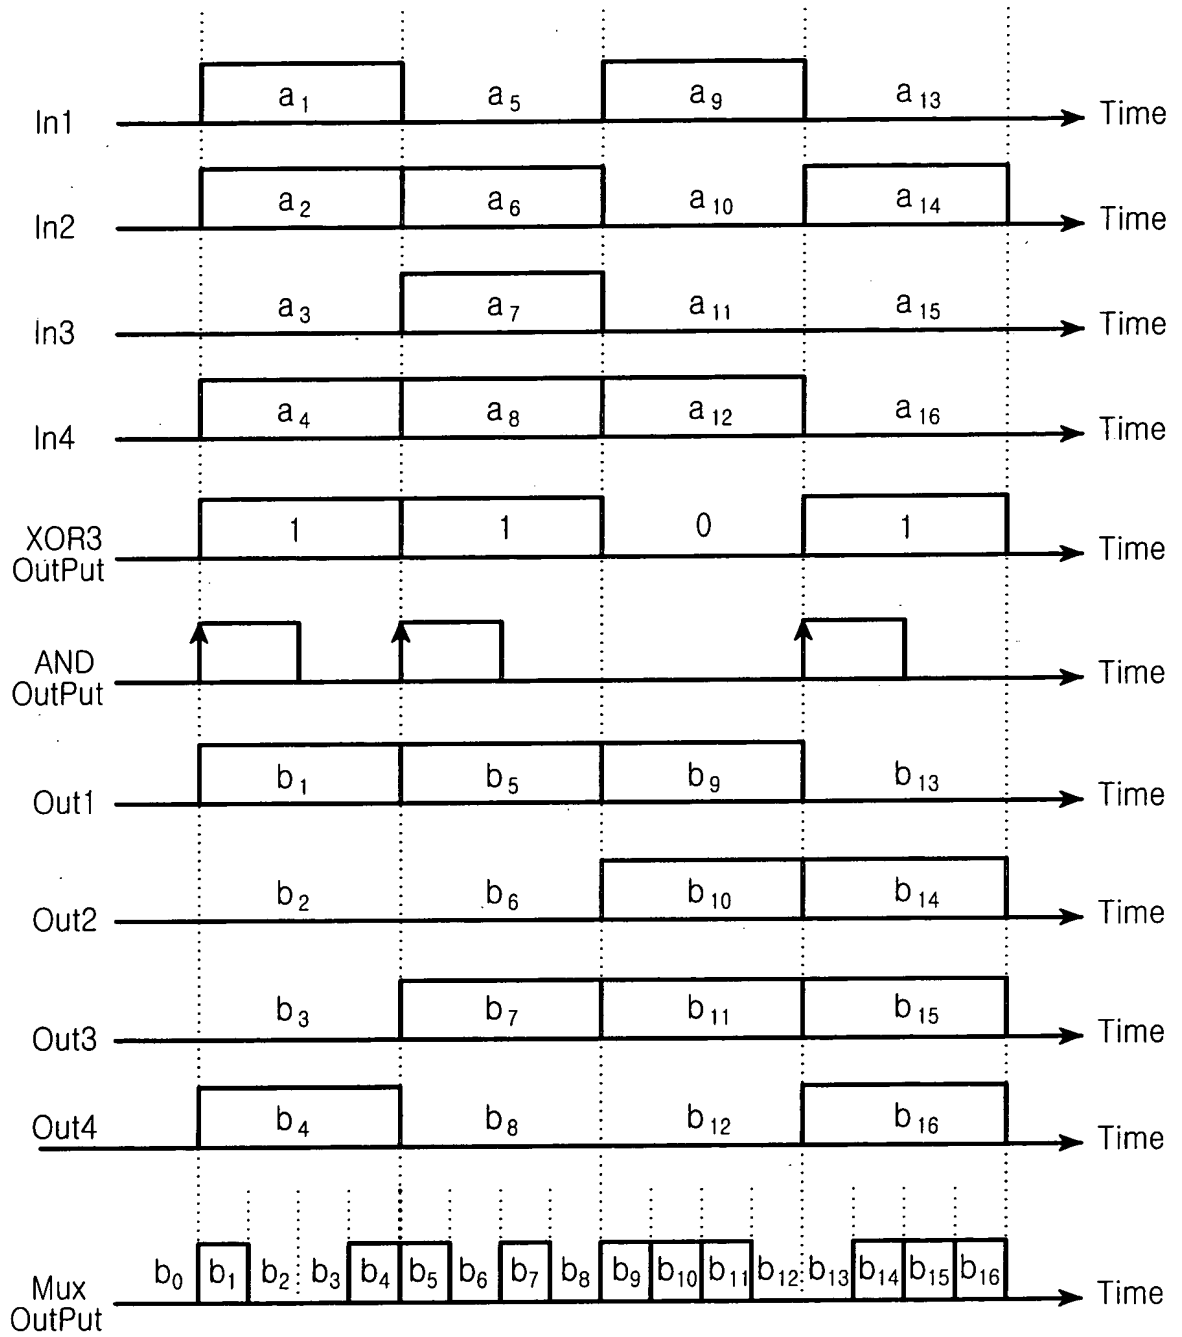 In1 a1 a5 a9 a13 Time
In2 a2 a6 a10 a14 Time
In3 a3 a7 a11 a15 Time
In4 a4 a8 a12 a16 Time
XOR3
OutPut 1 1 0 1 Time
AND
OutPut Time
Out1 b1 b5 b9 b13 Time
Out2 b2 b6 b10 b14 Time
Out3 b3 b7 b11 b15 Time
Out4 b4 b8 b12 b16 Time
Mux
OutPut b0 b1 b2 b3 b4 b5 b6 b7 b8 b9 b10 b11 b12 b13 b14 b15 b16 Time